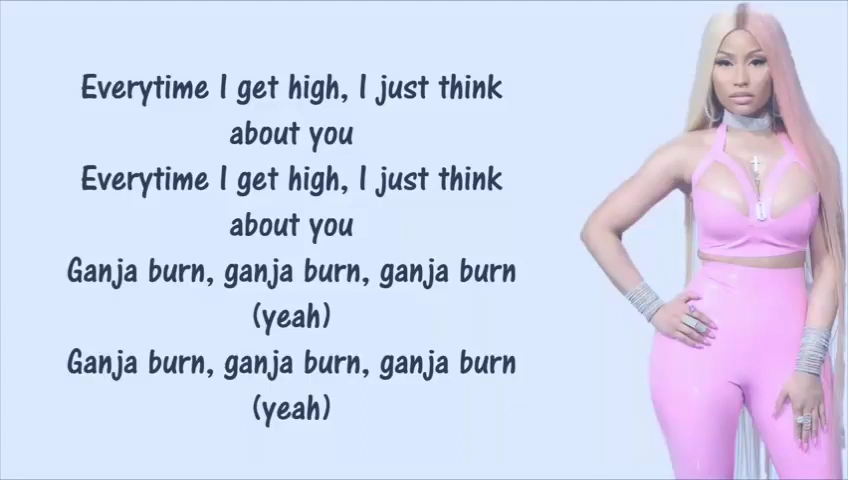 Everytime I get high, I just think
about you
Everytime I get high, I just think
about you
Ganja burn, ganja burn, ganja burn
(yeah)
Ganja burn, ganja burn, ganja burn
(yeah)